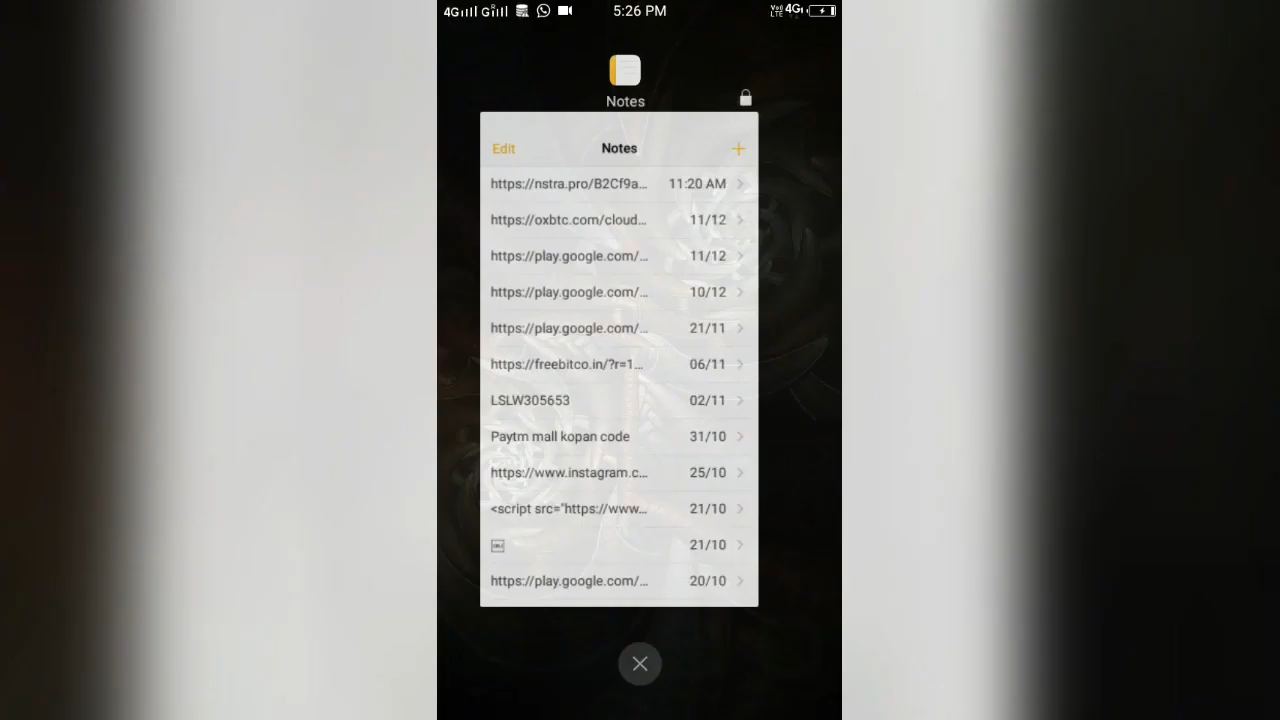 4G G R 5:26 PM VoD LTE 4G
Notes
Edit Notes +
https://nstra.pro/B2Cf9a... 11:20 AM
https://oxbtc.com/cloud... 11/12
https://play.google.com/... 11/12
https://play.google.com/... 10/12
https://play.google.com/... 21/11
https://freebitco.in/?r=1... 06/11
LSLW305653 02/11
Paytm mall kopan code 31/10
https://www.instagram.c... 25/10
<script src="https://www... 21/10
21/10
https://play.google.com/... 20/10